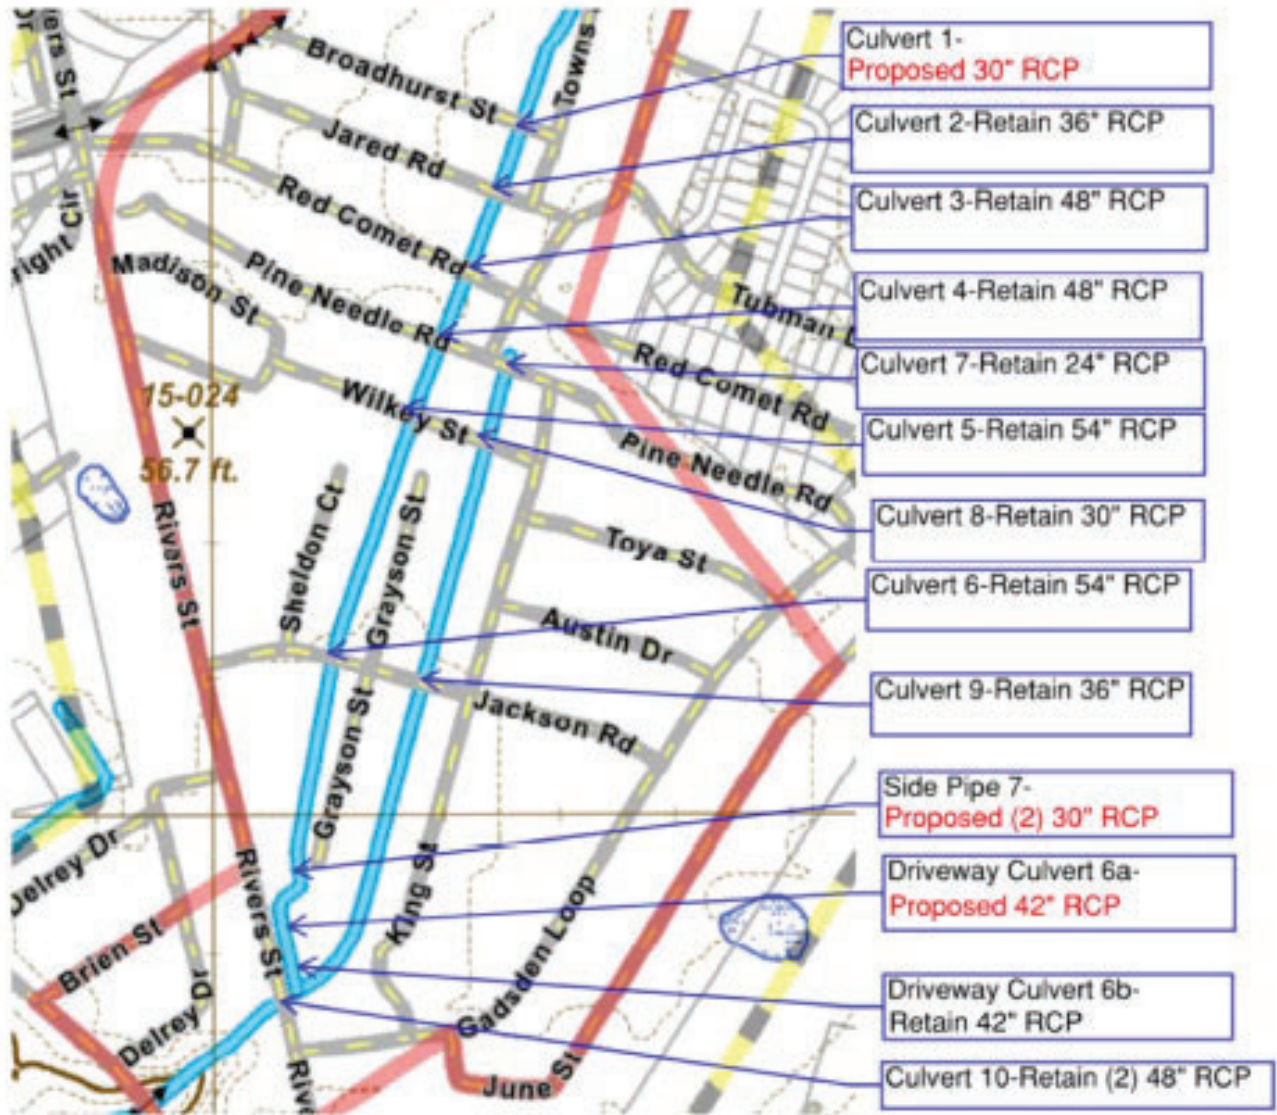 Dr
ers St
Broadhurst St
Towns
Culvert 1-
Proposed 30" RCP
Jared Rd
Culvert 2-Retain 36" RCP
Red Comet Rd
Culvert 3-Retain 48" RCP
right Cir
Madison St
Pine Needle Rd
Tubman D
Culvert 4-Retain 48" RCP
Red Comet Rd
Culvert 7-Retain 24" RCP
15-024
56.7 ft.
Wilkey St
Pine Needle Rd
Culvert 5-Retain 54" RCP
Rivers St
Sheldon Ct
Grayson St
Toya St
Culvert 8-Retain 30" RCP
Austin Dr
Culvert 6-Retain 54" RCP
Grayson St
Jackson Rd
Culvert 9-Retain 36" RCP
Side Pipe 7-
Proposed (2) 30" RCP
Delrey Dr
Rivers St
King St
Gadsden Loop
Driveway Culvert 6a-
Proposed 42" RCP
Brien St
Delrey Dr
Driveway Culvert 6b-
Retain 42" RCP
Rive
June St
Culvert 10-Retain (2) 48" RCP